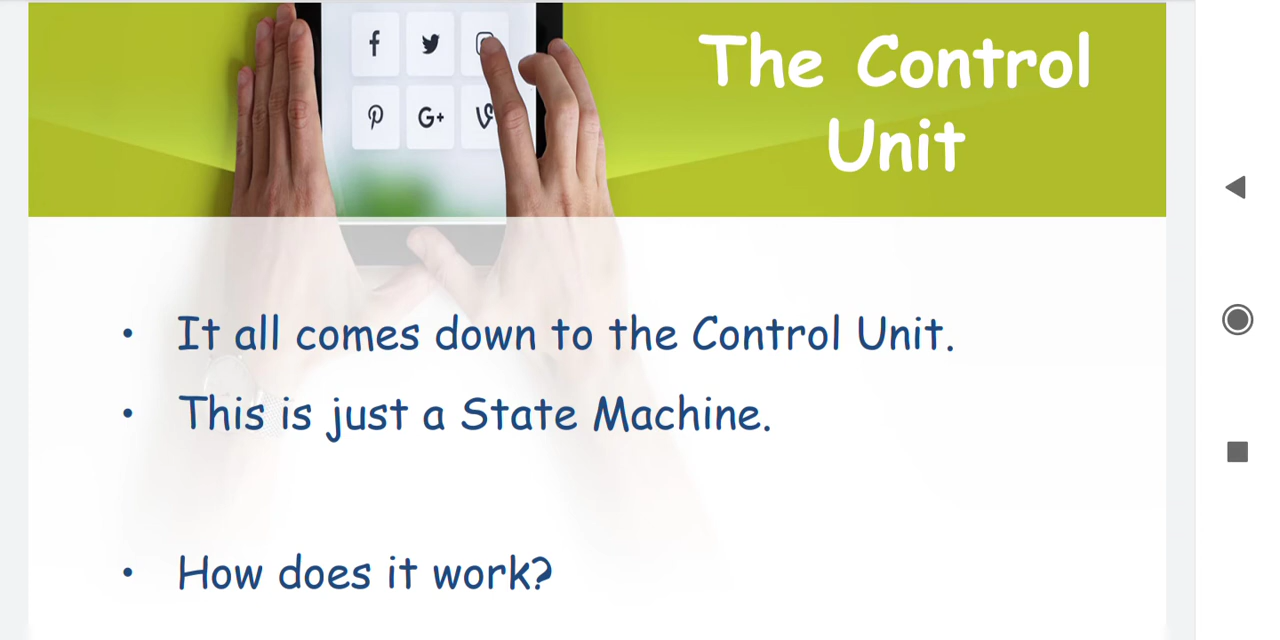 The Control
Unit
G+
• It all comes down to the Control Unit.
• This is just a State Machine.
• How does it work?